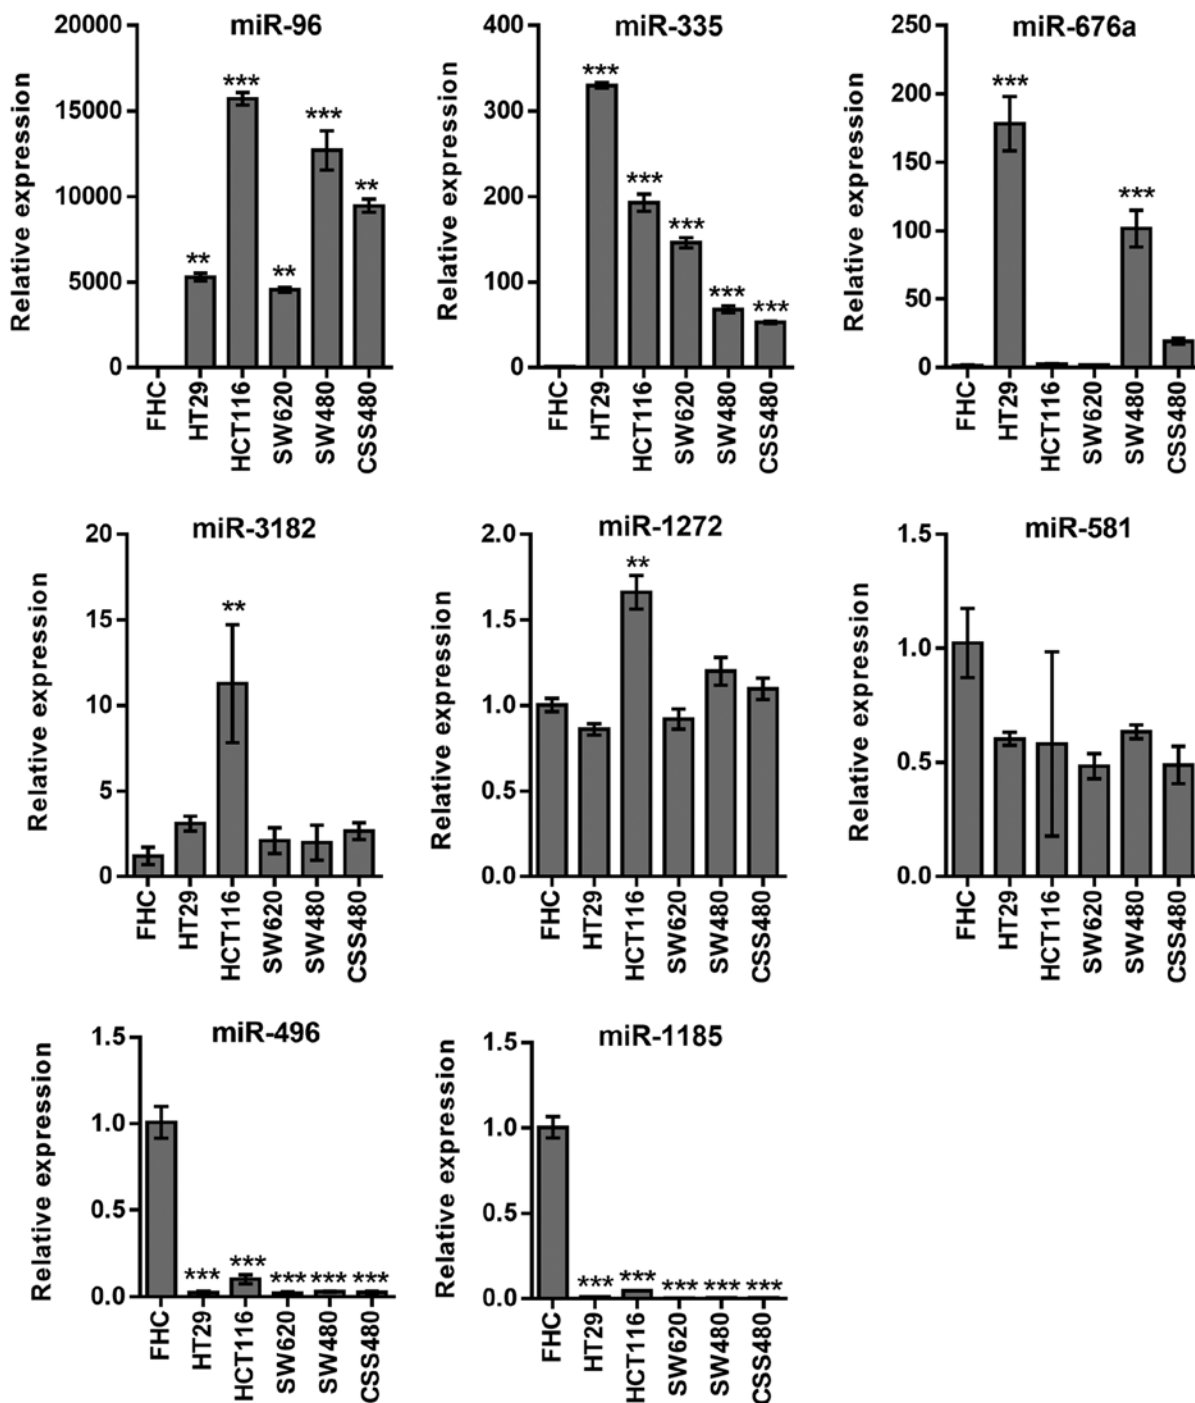 miR-96
Relative expression
20000
15000
10000
5000
0
**
***
**
***
**
FHC
HT29
HCT116
SW620
SW480
CSS480
miR-335
Relative expression
400
300
200
100
0
***
***
***
***
***
FHC
HT29
HCT116
SW620
SW480
CSS480
miR-676a
Relative expression
250
200
150
100
50
0
***
***
FHC
HT29
HCT116
SW620
SW480
CSS480
miR-3182
Relative expression
20
15
10
5
0
**
FHC
HT29
HCT116
SW620
SW480
CSS480
miR-1272
Relative expression
2.0
1.5
1.0
0.5
0.0
**
FHC
HT29
HCT116
SW620
SW480
CSS480
miR-581
Relative expression
1.5
1.0
0.5
0.0
FHC
HT29
HCT116
SW620
SW480
CSS480
miR-496
Relative expression
1.5
1.0
0.5
0.0
***
***
***
***
***
FHC
HT29
HCT116
SW620
SW480
CSS480
miR-1185
Relative expression
1.5
1.0
0.5
0.0
***
***
***
***
***
FHC
HT29
HCT116
SW620
SW480
CSS480